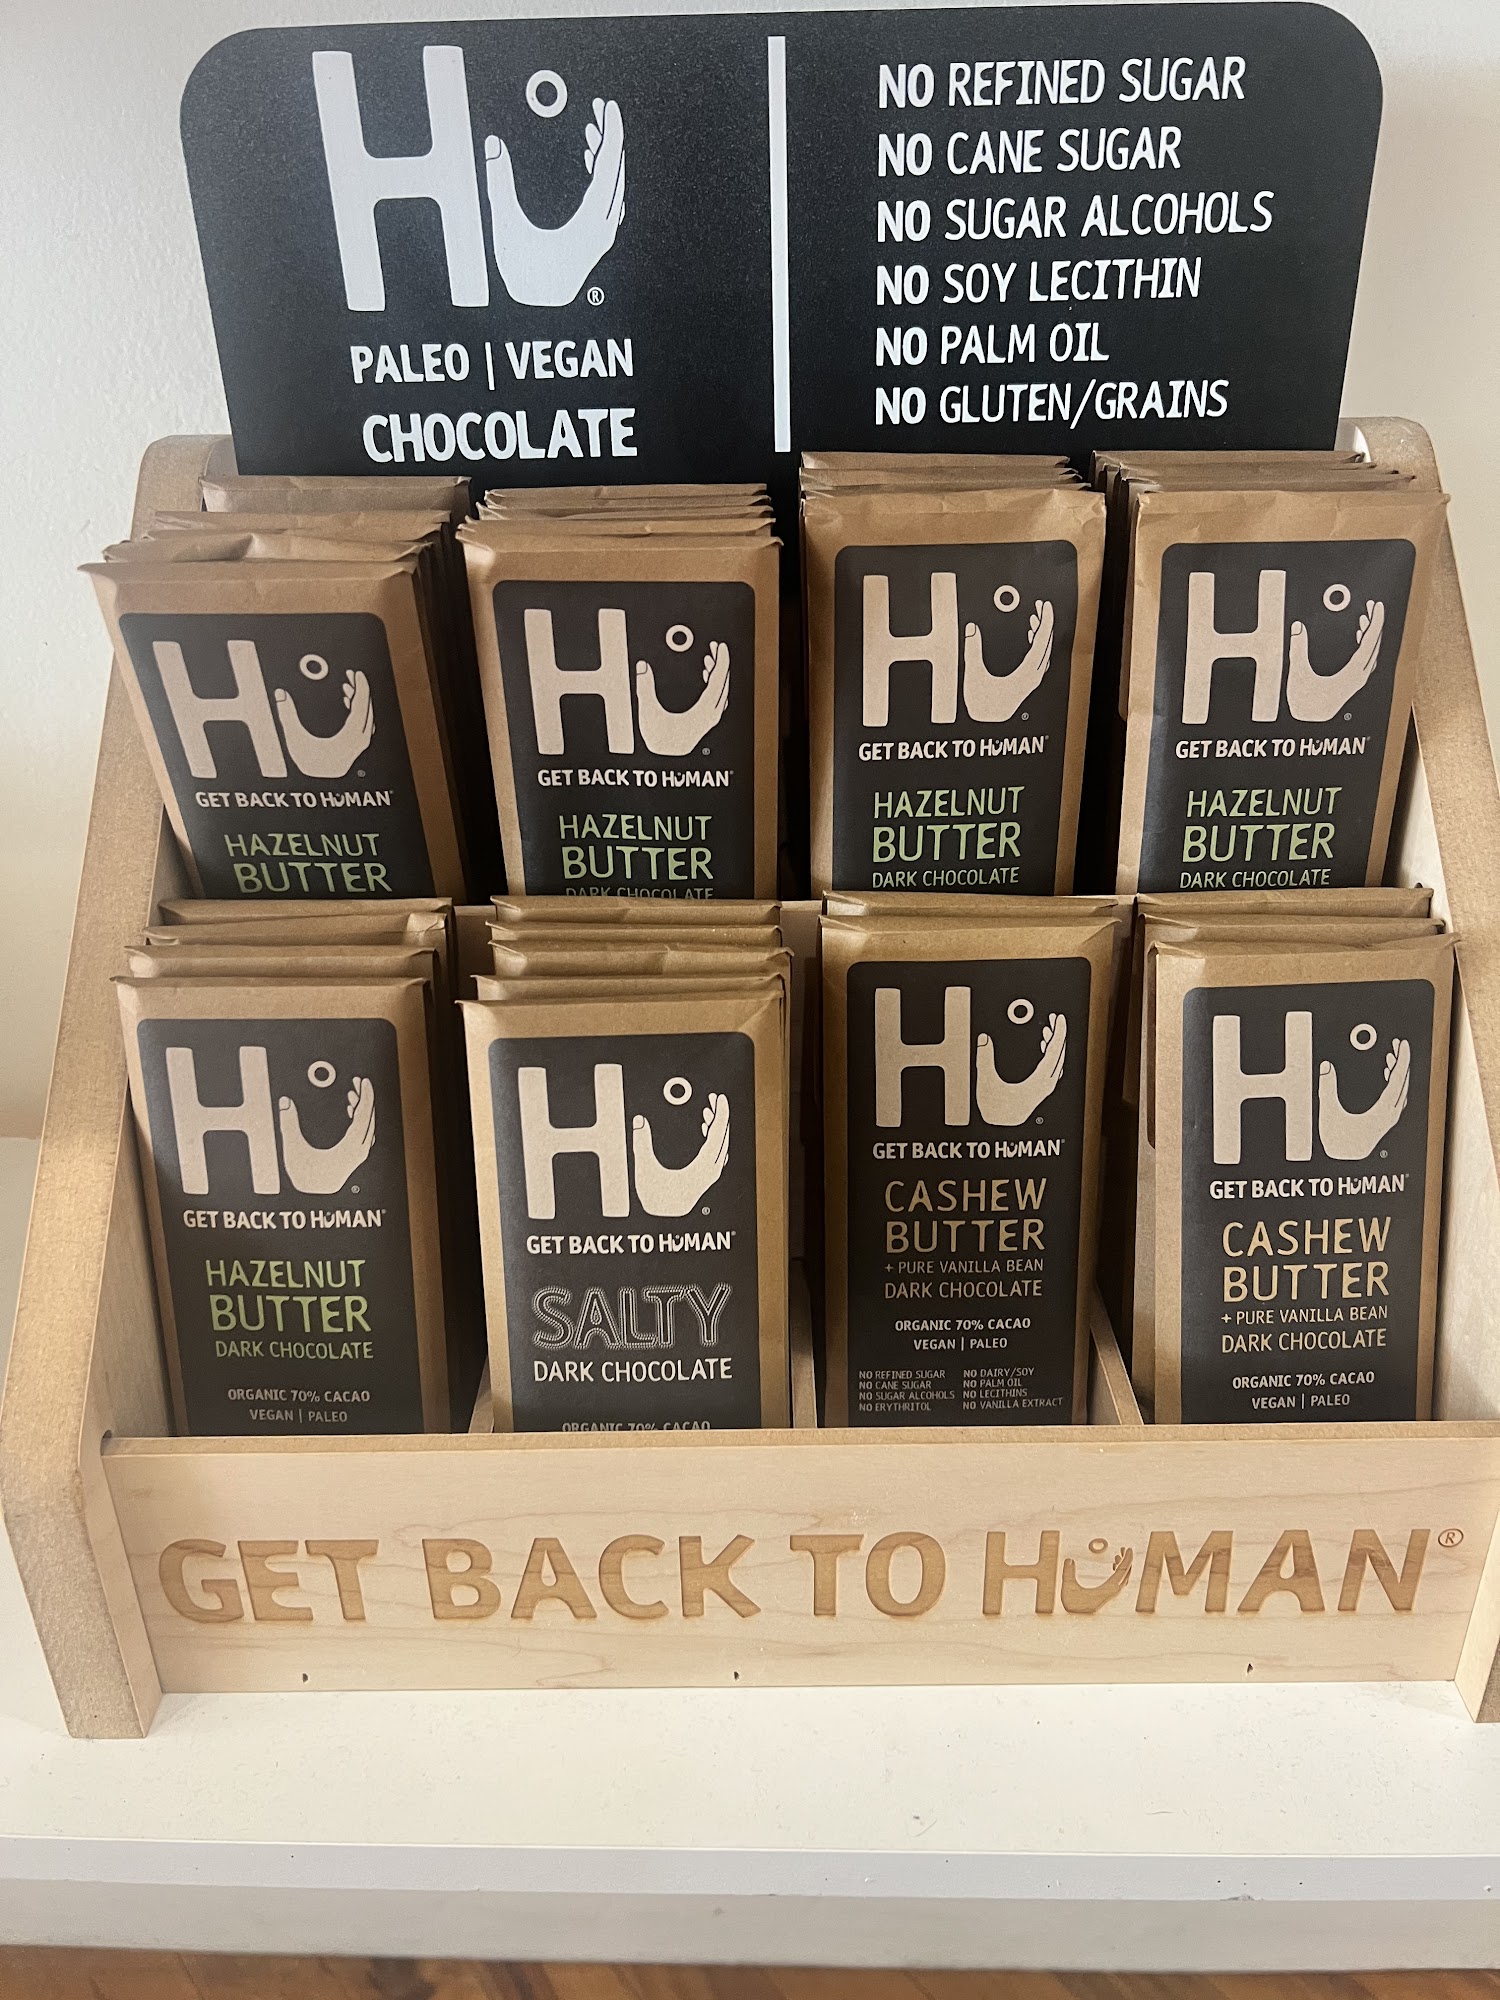 Hu®
PALEO | VEGAN
CHOCOLATE
NO REFINED SUGAR
NO CANE SUGAR
NO SUGAR ALCOHOLS
NO SOY LECITHIN
NO PALM OIL
NO GLUTEN/GRAINS
Hu®
GET BACK TO HUMAN®
HAZELNUT
BUTTER
Hu®
GET BACK TO HUMAN®
HAZELNUT
BUTTER
DARK CHOCOLATE
Hu®
GET BACK TO HUMAN®
HAZELNUT
BUTTER
DARK CHOCOLATE
Hu®
GET BACK TO HUMAN®
HAZELNUT
BUTTER
DARK CHOCOLATE
Hu®
GET BACK TO HUMAN®
HAZELNUT
BUTTER
DARK CHOCOLATE
ORGANIC 70% CACAO
VEGAN | PALEO
Hu®
GET BACK TO HUMAN®
SALTY
DARK CHOCOLATE
ORGANIC 70% CACAO
Hu®
GET BACK TO HUMAN®
CASHEW
BUTTER
+ PURE VANILLA BEAN
DARK CHOCOLATE
ORGANIC 70% CACAO
VEGAN | PALEO
NO REFINED SUGAR
NO CANE SUGAR
NO SUGAR ALCOHOLS
NO ERYTHRITOL
NO DAIRY/SOY
NO PALM OIL
NO LECITHINS
NO VANILLA EXTRACT
Hu®
GET BACK TO HUMAN®
CASHEW
BUTTER
+ PURE VANILLA BEAN
DARK CHOCOLATE
ORGANIC 70% CACAO
VEGAN | PALEO
GET BACK TO HUMAN®